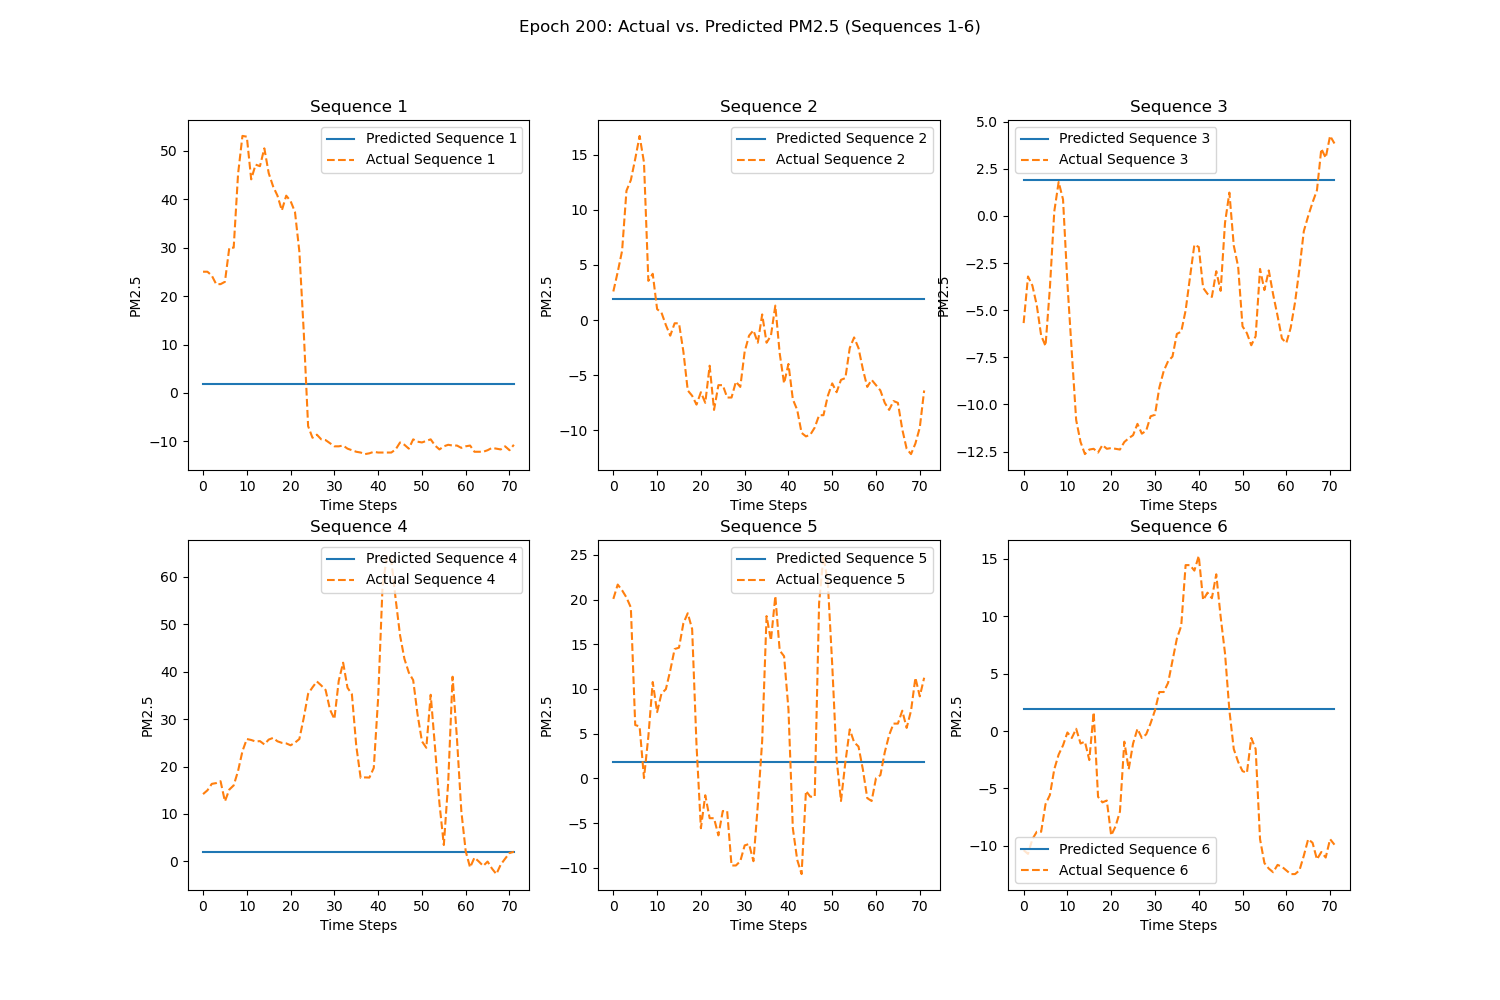 Epoch 200: Actual vs. Predicted PM2.5 (Sequences 1-6)
Sequence 1
Predicted Sequence 1
Actual Sequence 1
50
40
30
20
10
0
−10
PM2.5
0 10 20 30 40 50 60 70
Time Steps
Sequence 2
Predicted Sequence 2
Actual Sequence 2
15
10
5
0
−5
−10
PM2.5
0 10 20 30 40 50 60 70
Time Steps
Sequence 3
Predicted Sequence 3
Actual Sequence 3
5.0
2.5
0.0
−2.5
−5.0
−7.5
−10.0
−12.5
PM2.5
0 10 20 30 40 50 60 70
Time Steps
Sequence 4
Predicted Sequence 4
Actual Sequence 4
60
50
40
30
20
10
0
PM2.5
0 10 20 30 40 50 60 70
Time Steps
Sequence 5
Predicted Sequence 5
Actual Sequence 5
25
20
15
10
5
0
−5
−10
PM2.5
0 10 20 30 40 50 60 70
Time Steps
Sequence 6
15
10
5
0
−5
−10
PM2.5
Predicted Sequence 6
Actual Sequence 6
0 10 20 30 40 50 60 70
Time Steps